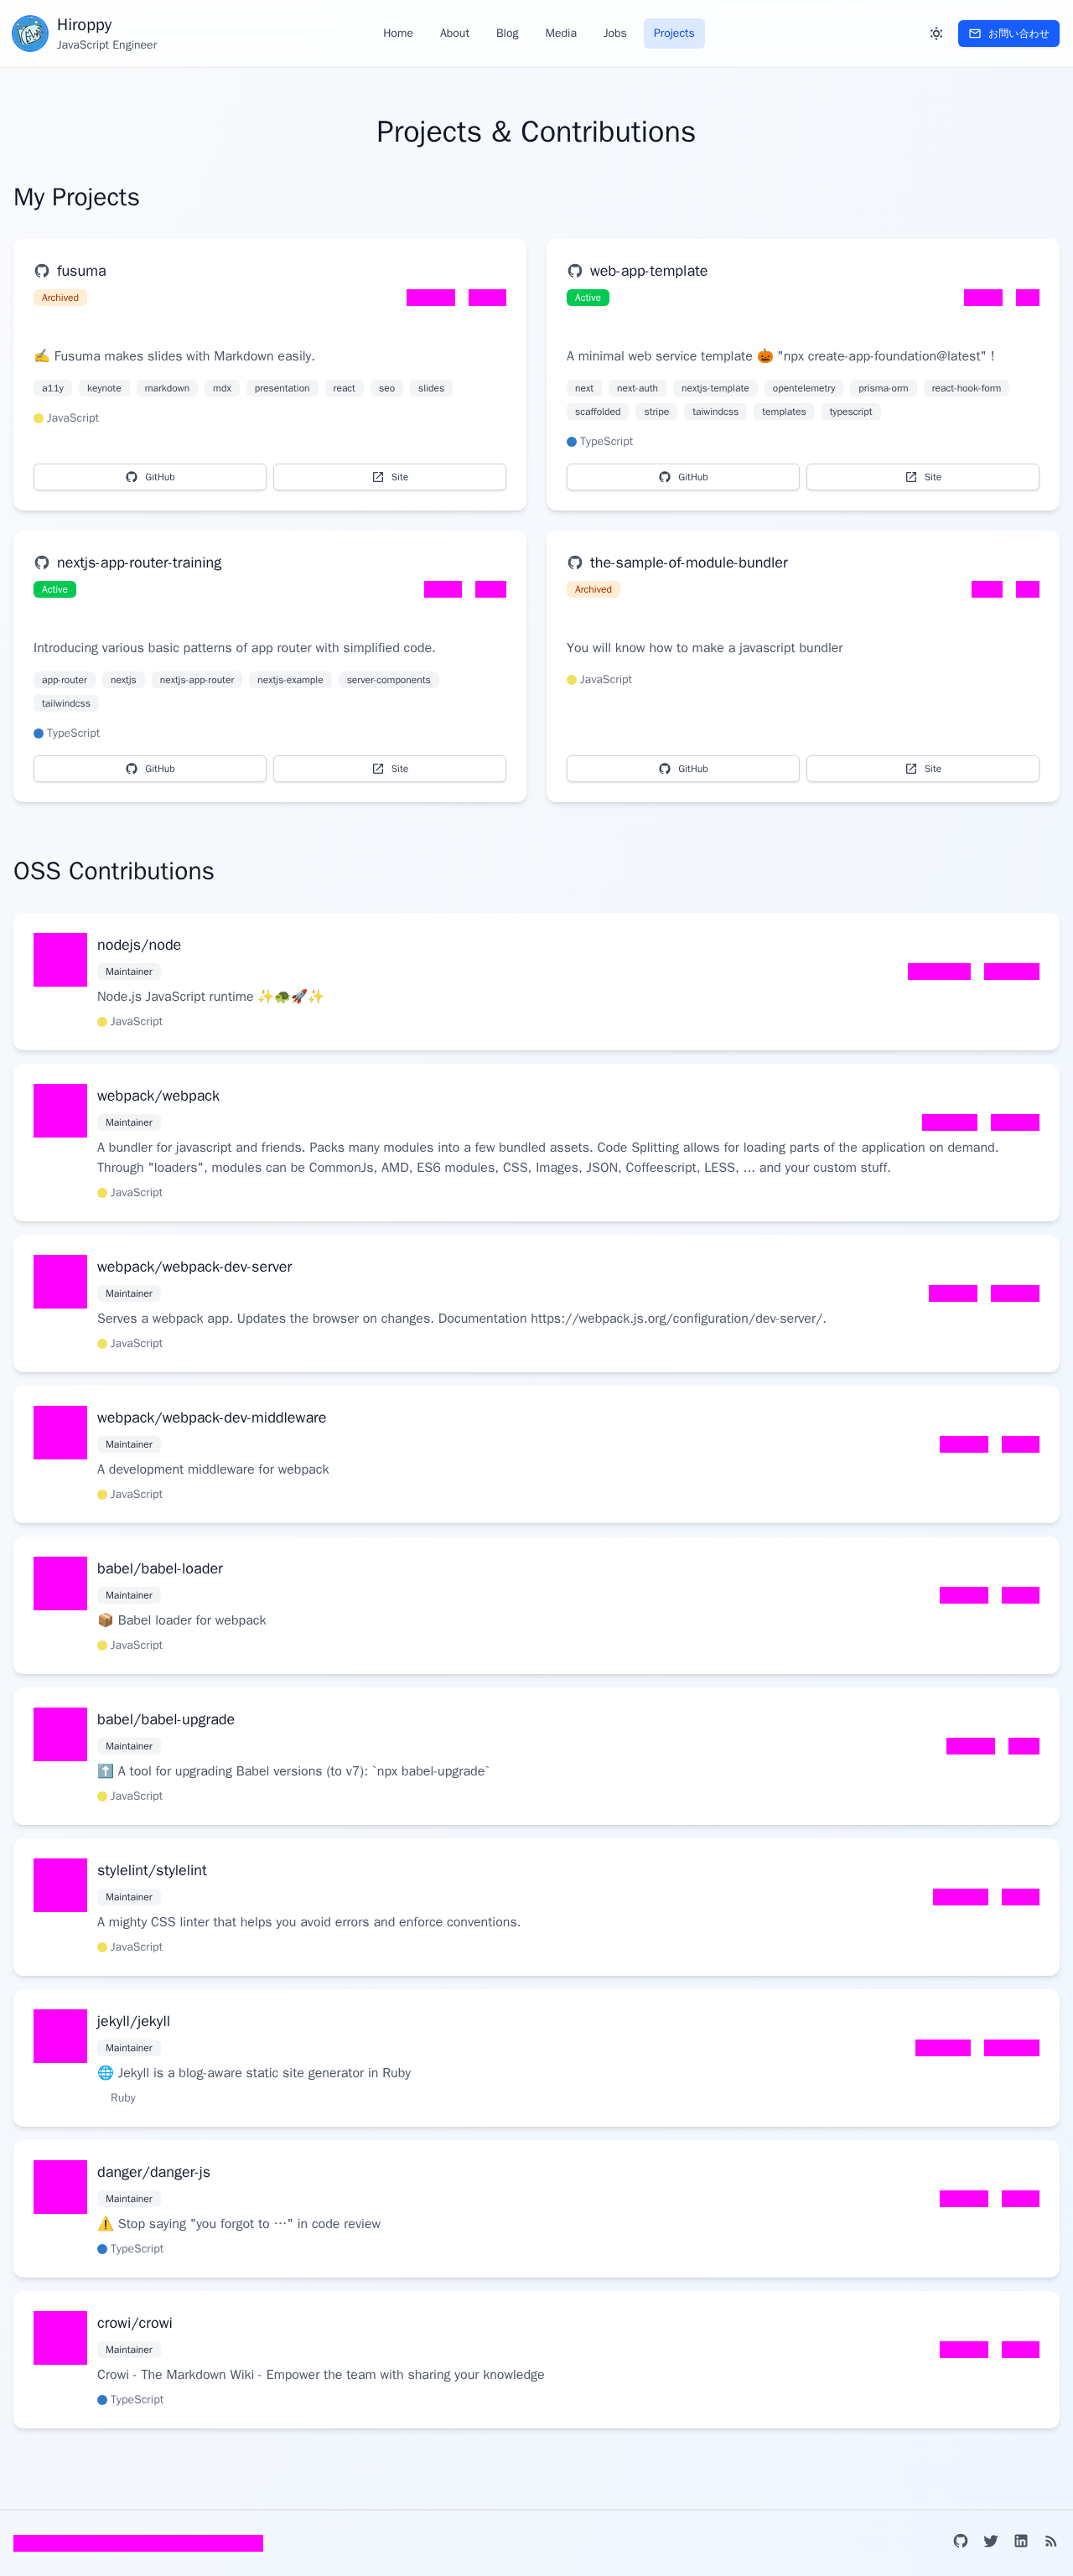 Hiroppy
JavaScript Engineer
Home About Blog Media Jobs Projects
お問い合わせ
Projects & Contributions
My Projects
fusuma
Archived
✍️ Fusuma makes slides with Markdown easily.
a11y keynote markdown mdx presentation react seo slides
JavaScript
GitHub Site
web-app-template
Active
A minimal web service template 🎃 "npx create-app-foundation@latest" !
next next-auth nextjs-template opentelemetry prisma-orm react-hook-form
scaffolded stripe taiwindcss templates typescript
TypeScript
GitHub Site
nextjs-app-router-training
Active
Introducing various basic patterns of app router with simplified code.
app-router nextjs nextjs-app-router nextjs-example server-components
tailwindcss
TypeScript
GitHub Site
the-sample-of-module-bundler
Archived
You will know how to make a javascript bundler
JavaScript
GitHub Site
OSS Contributions
nodejs/node
Maintainer
Node.js JavaScript runtime ✨🐢🚀✨
JavaScript
webpack/webpack
Maintainer
A bundler for javascript and friends. Packs many modules into a few bundled assets. Code Splitting allows for loading parts of the application on demand.
Through "loaders", modules can be CommonJs, AMD, ES6 modules, CSS, Images, JSON, Coffeescript, LESS, ... and your custom stuff.
JavaScript
webpack/webpack-dev-server
Maintainer
Serves a webpack app. Updates the browser on changes. Documentation https://webpack.js.org/configuration/dev-server/.
JavaScript
webpack/webpack-dev-middleware
Maintainer
A development middleware for webpack
JavaScript
babel/babel-loader
Maintainer
📦 Babel loader for webpack
JavaScript
babel/babel-upgrade
Maintainer
⬆️ A tool for upgrading Babel versions (to v7): `npx babel-upgrade`
JavaScript
stylelint/stylelint
Maintainer
A mighty CSS linter that helps you avoid errors and enforce conventions.
JavaScript
jekyll/jekyll
Maintainer
🌐 Jekyll is a blog-aware static site generator in Ruby
Ruby
danger/danger-js
Maintainer
⚠️ Stop saying "you forgot to …" in code review
TypeScript
crowi/crowi
Maintainer
Crowi - The Markdown Wiki - Empower the team with sharing your knowledge
TypeScript